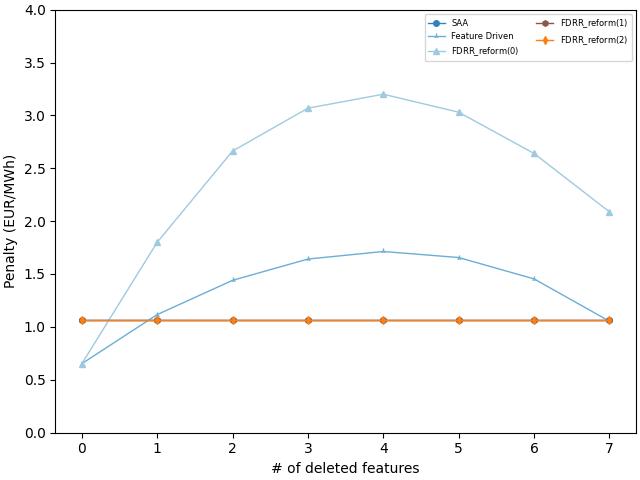 4.0
3.5
3.0
2.5
2.0
1.5
1.0
0.5
0.0
Penalty (EUR/MWh)
SAA
Feature Driven
FDRR_reform(0)
FDRR_reform(1)
FDRR_reform(2)
0 1 2 3 4 5 6 7
# of deleted features